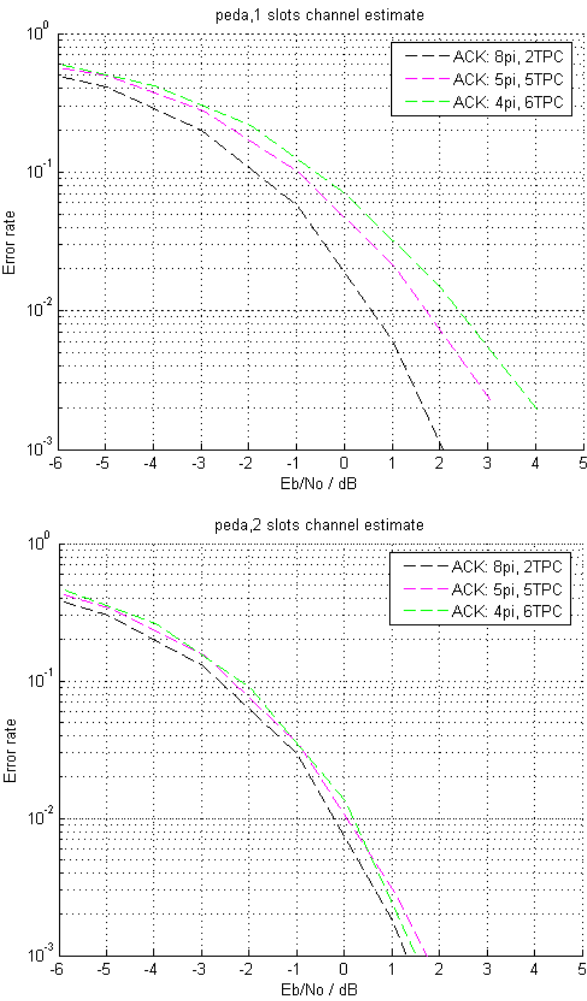 peda,1 slots channel estimate
10^0
ACK: 8pi, 2TPC
ACK: 5pi, 5TPC
ACK: 4pi, 6TPC
10^-1
Error rate
10^-2
10^-3
-6 -5 -4 -3 -2 -1 0 1 2 3 4 5
Eb/No / dB
peda,2 slots channel estimate
10^0
ACK: 8pi, 2TPC
ACK: 5pi, 5TPC
ACK: 4pi, 6TPC
10^-1
Error rate
10^-2
10^-3
-6 -5 -4 -3 -2 -1 0 1 2 3 4 5
Eb/No / dB